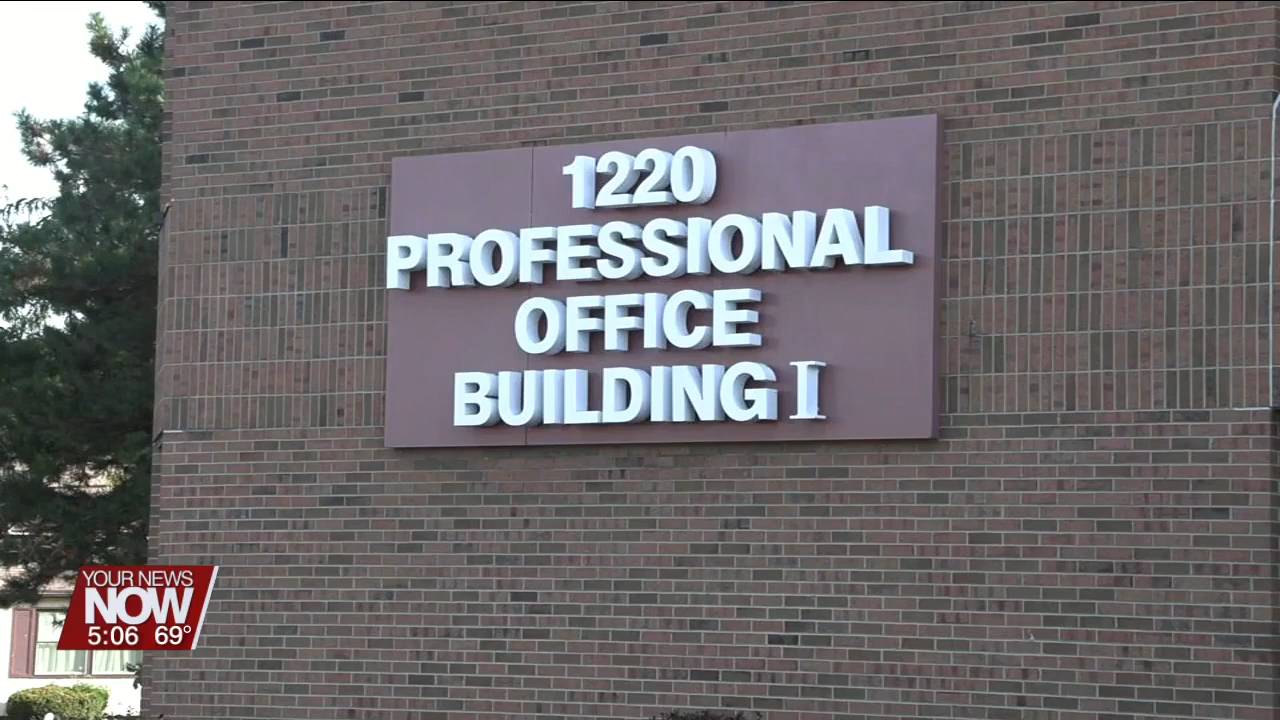 1220
PROFESSIONAL
OFFICE
BUILDING I
YOUR NEWS
NOW
5:06 69°